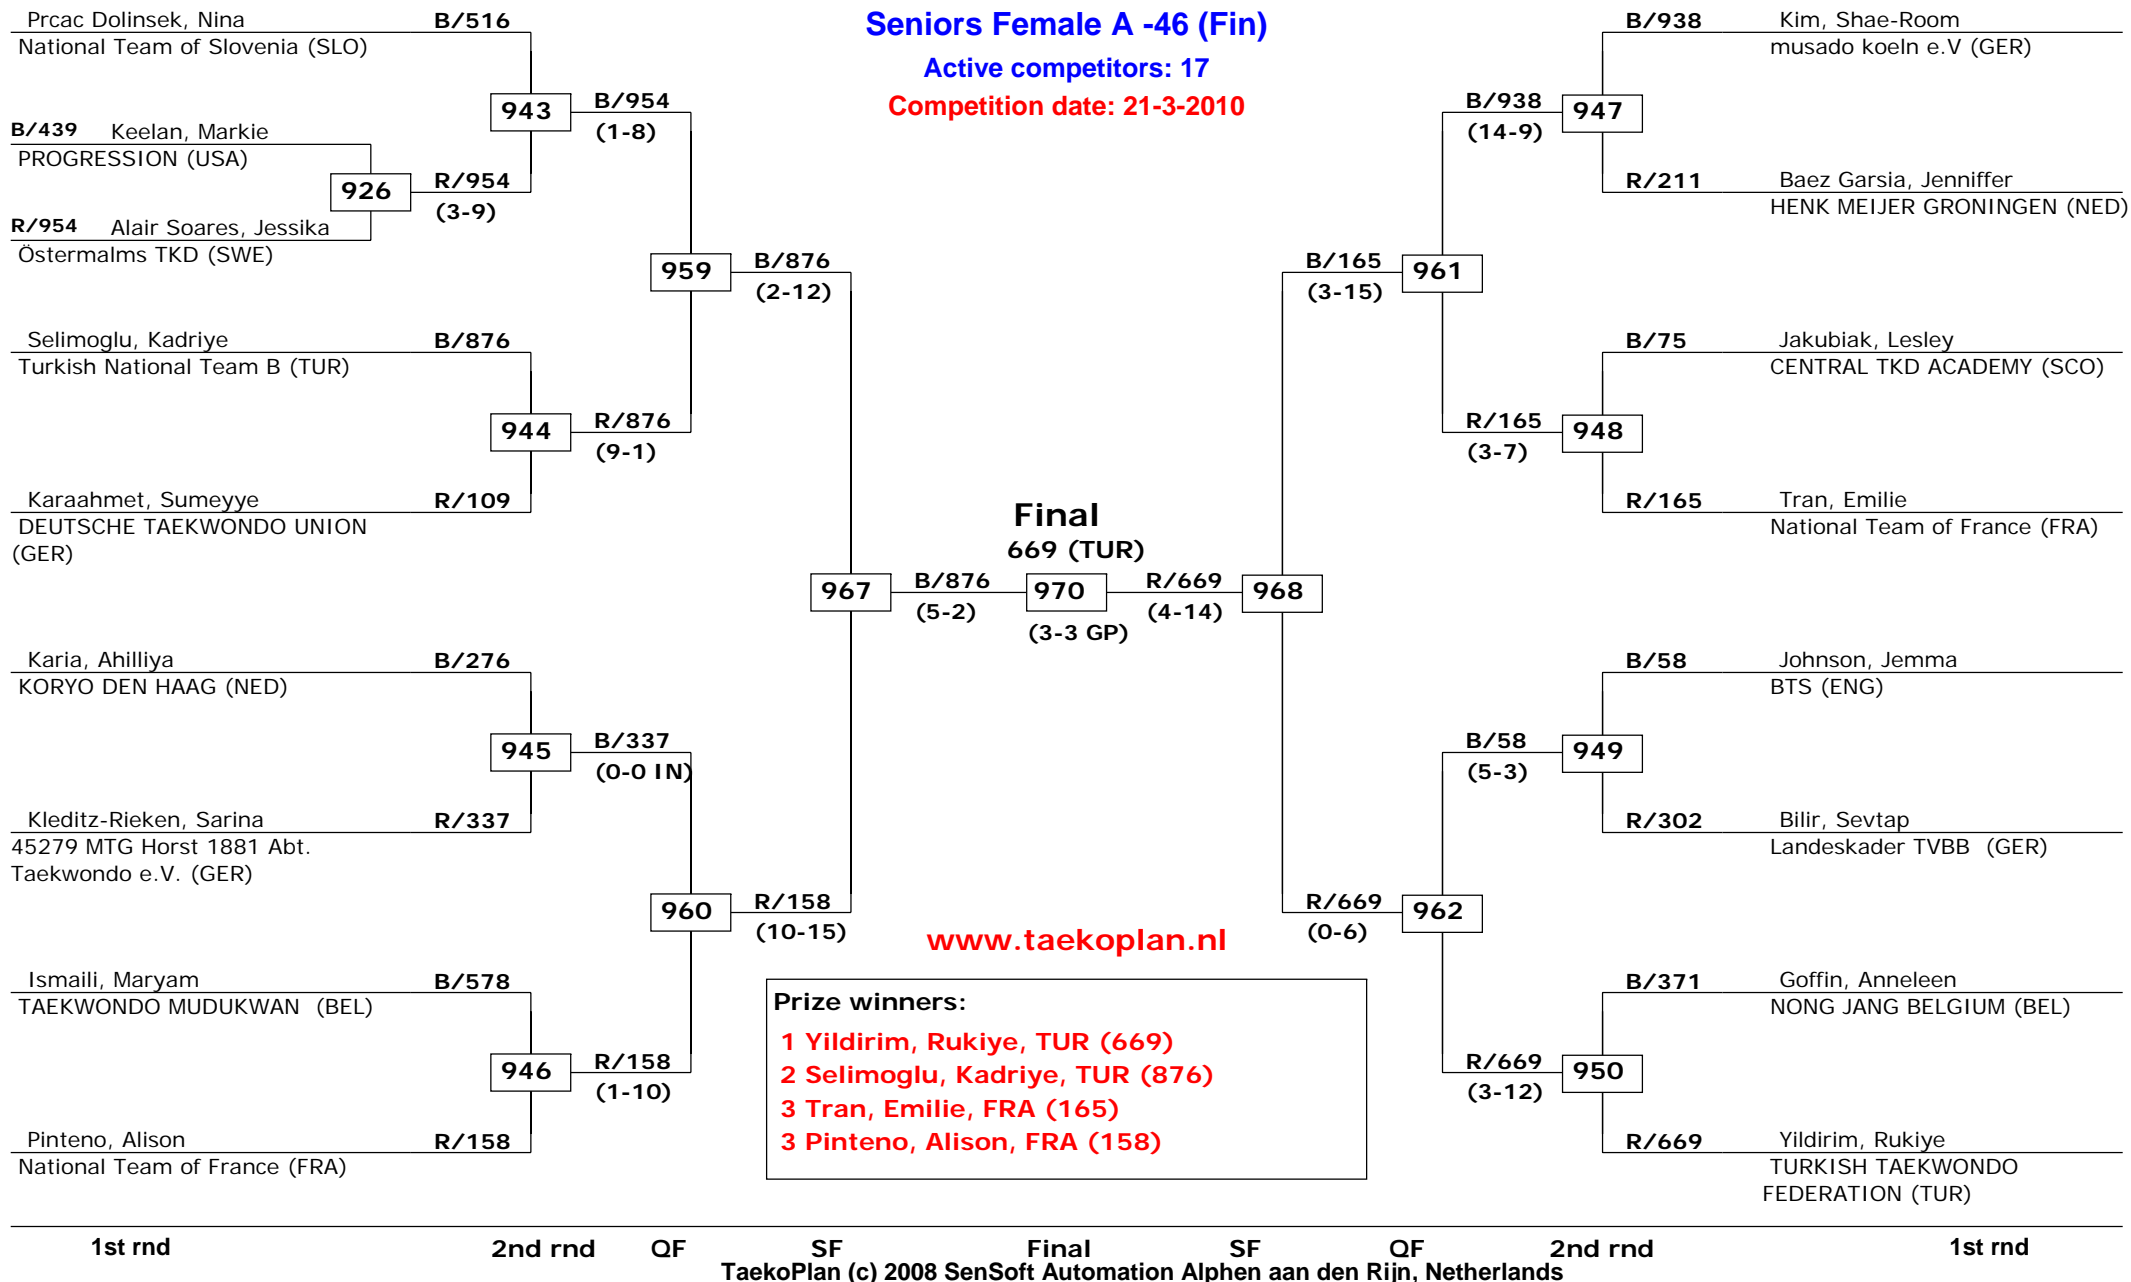 Seniors Female A -46 (Fin)
Active competitors: 17
Competition date: 21-3-2010
Prcac Dolinsek, Nina B/516
National Team of Slovenia (SLO)
B/439 Keelan, Markie
PROGRESSION (USA)
926
R/954 Alair Soares, Jessika
Östermalms TKD (SWE)
R/954
(3-9)
943
B/954
(1-8)
Selimoglu, Kadriye B/876
Turkish National Team B (TUR)
944
R/876
(9-1)
Karaahmet, Sumeyye R/109
DEUTSCHE TAEKWONDO UNION
(GER)
959
B/876
(2-12)
Karia, Ahilliya B/276
KORYO DEN HAAG (NED)
945
B/337
(0-0 IN)
Kleditz-Rieken, Sarina R/337
45279 MTG Horst 1881 Abt.
Taekwondo e.V. (GER)
960
R/158
(10-15)
Ismaili, Maryam B/578
TAEKWONDO MUDUKWAN (BEL)
946
R/158
(1-10)
Pinteno, Alison R/158
National Team of France (FRA)
967
B/876
(5-2)
Final
669 (TUR)
970
(3-3 GP)
R/669
(4-14)
968
B/938 Kim, Shae-Room
musado koeln e.V (GER)
B/938
(14-9)
947
R/211 Baez Garsia, Jenniffer
HENK MEIJER GRONINGEN (NED)
B/165
(3-15)
961
B/75 Jakubiak, Lesley
CENTRAL TKD ACADEMY (SCO)
R/165
(3-7)
948
R/165 Tran, Emilie
National Team of France (FRA)
B/58 Johnson, Jemma
BTS (ENG)
B/58
(5-3)
949
R/302 Bilir, Sevtap
Landeskader TVBB (GER)
R/669
(0-6)
962
B/371 Goffin, Anneleen
NONG JANG BELGIUM (BEL)
R/669
(3-12)
950
R/669 Yildirim, Rukiye
TURKISH TAEKWONDO
FEDERATION (TUR)
www.taekoplan.nl
Prize winners:
1 Yildirim, Rukiye, TUR (669)
2 Selimoglu, Kadriye, TUR (876)
3 Tran, Emilie, FRA (165)
3 Pinteno, Alison, FRA (158)
1st rnd 2nd rnd QF SF Final SF QF 2nd rnd 1st rnd
TaekoPlan (c) 2008 SenSoft Automation Alphen aan den Rijn, Netherlands